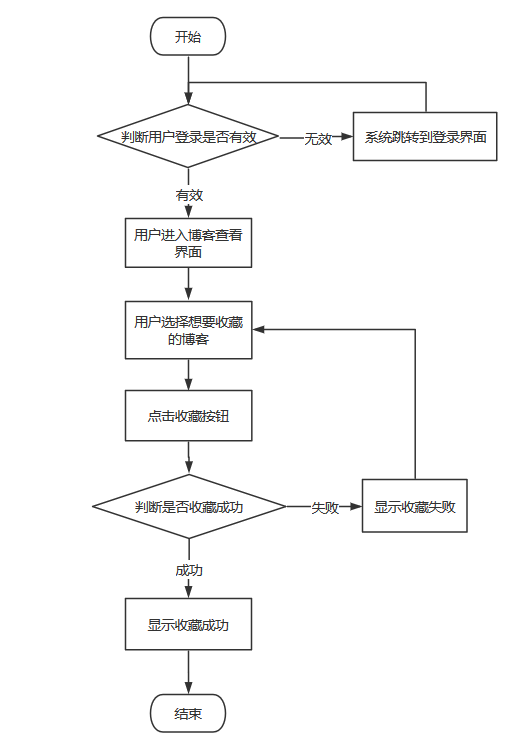 开始
判断用户登录是否有效
无效
系统跳转到登录界面
有效
用户进入博客查看
界面
用户选择想要收藏
的博客
点击收藏按钮
判断是否收藏成功
失败
显示收藏失败
成功
显示收藏成功
结束